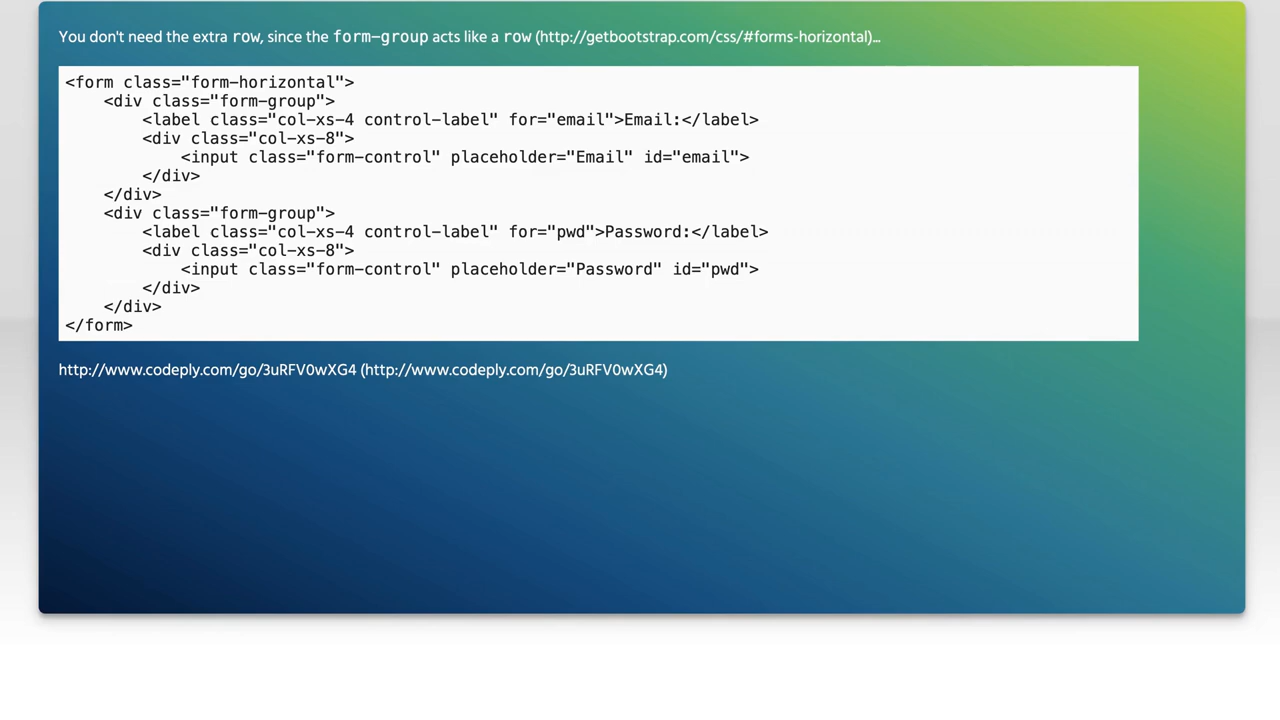 You don't need the extra row, since the form-group acts like a row (http://getbootstrap.com/css/#forms-horizontal)...
<form class="form-horizontal">
    <div class="form-group">
        <label class="col-xs-4 control-label" for="email">Email:</label>
        <div class="col-xs-8">
            <input class="form-control" placeholder="Email" id="email">
        </div>
    </div>
    <div class="form-group">
        <label class="col-xs-4 control-label" for="pwd">Password:</label>
        <div class="col-xs-8">
            <input class="form-control" placeholder="Password" id="pwd">
        </div>
    </div>
</form>
http://www.codeply.com/go/3uRFV0wXG4 (http://www.codeply.com/go/3uRFV0wXG4)